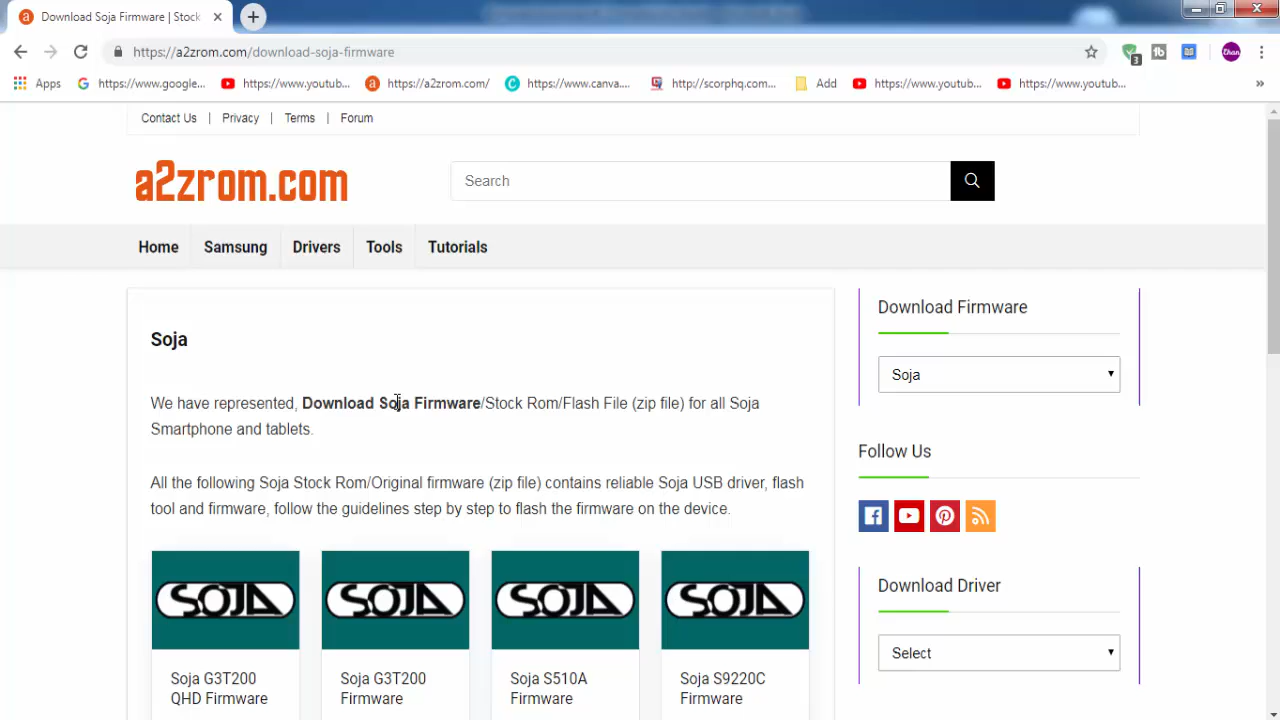 Download Soja Firmware | Stock
https://a2zrom.com/download-soja-firmware
3
Ethan
Apps
https://www.google...
https://www.youtub...
https://a2zrom.com/
https://www.canva....
http://scorphq.com...
Add
https://www.youtub...
https://www.youtub...
»
Contact Us | Privacy | Terms | Forum
a2zrom.com
Search
Home
Samsung
Drivers
Tools
Tutorials
Soja
We have represented, Download Soja Firmware/Stock Rom/Flash File (zip file) for all Soja
Smartphone and tablets.
All the following Soja Stock Rom/Original firmware (zip file) contains reliable Soja USB driver, flash
tool and firmware, follow the guidelines step by step to flash the firmware on the device.
SOJA
SOJA
SOJA
SOJA
Soja G3T200
QHD Firmware
Soja G3T200
Firmware
Soja S510A
Firmware
Soja S9220C
Firmware
Download Firmware
Soja
Follow Us
Download Driver
Select